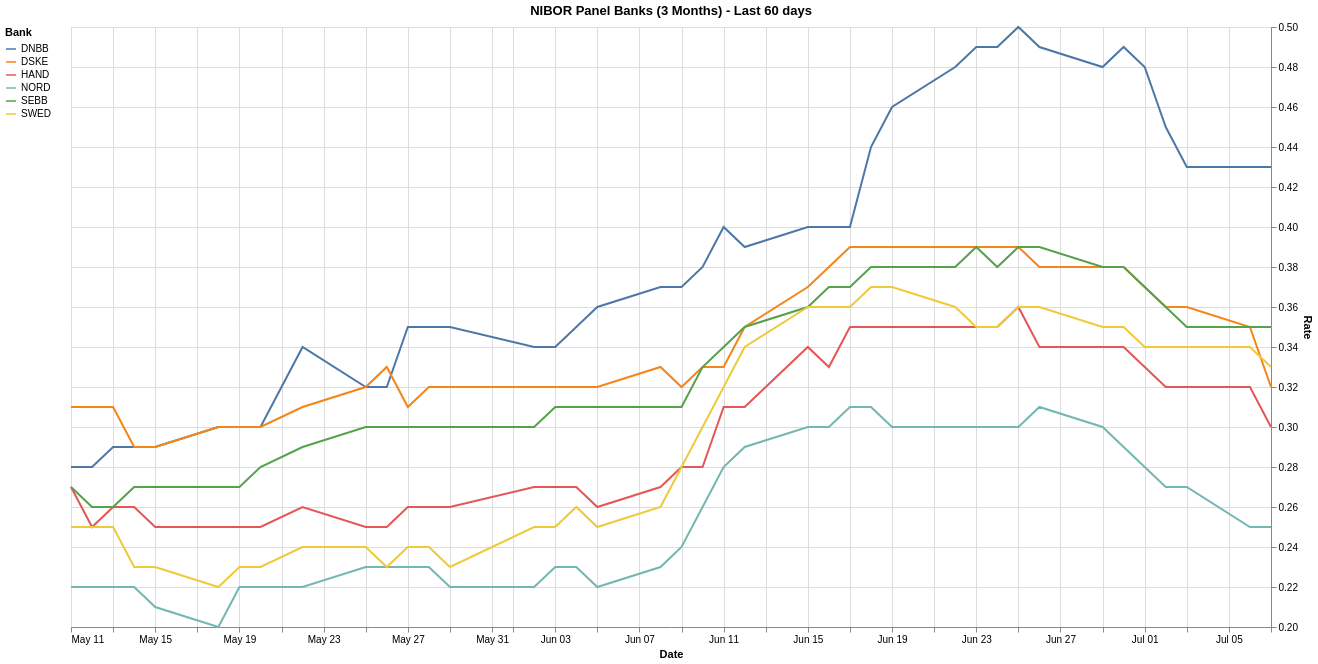 NIBOR Panel Banks (3 Months) - Last 60 days
Bank
DNBB
DSKE
HAND
NORD
SEBB
SWED
0.50
0.48
0.46
0.44
0.42
0.40
0.38
0.36
0.34
0.32
0.30
0.28
0.26
0.24
0.22
0.20
Rate
May 11 May 15 May 19 May 23 May 27 May 31 Jun 03 Jun 07 Jun 11 Jun 15 Jun 19 Jun 23 Jun 27 Jul 01 Jul 05
Date